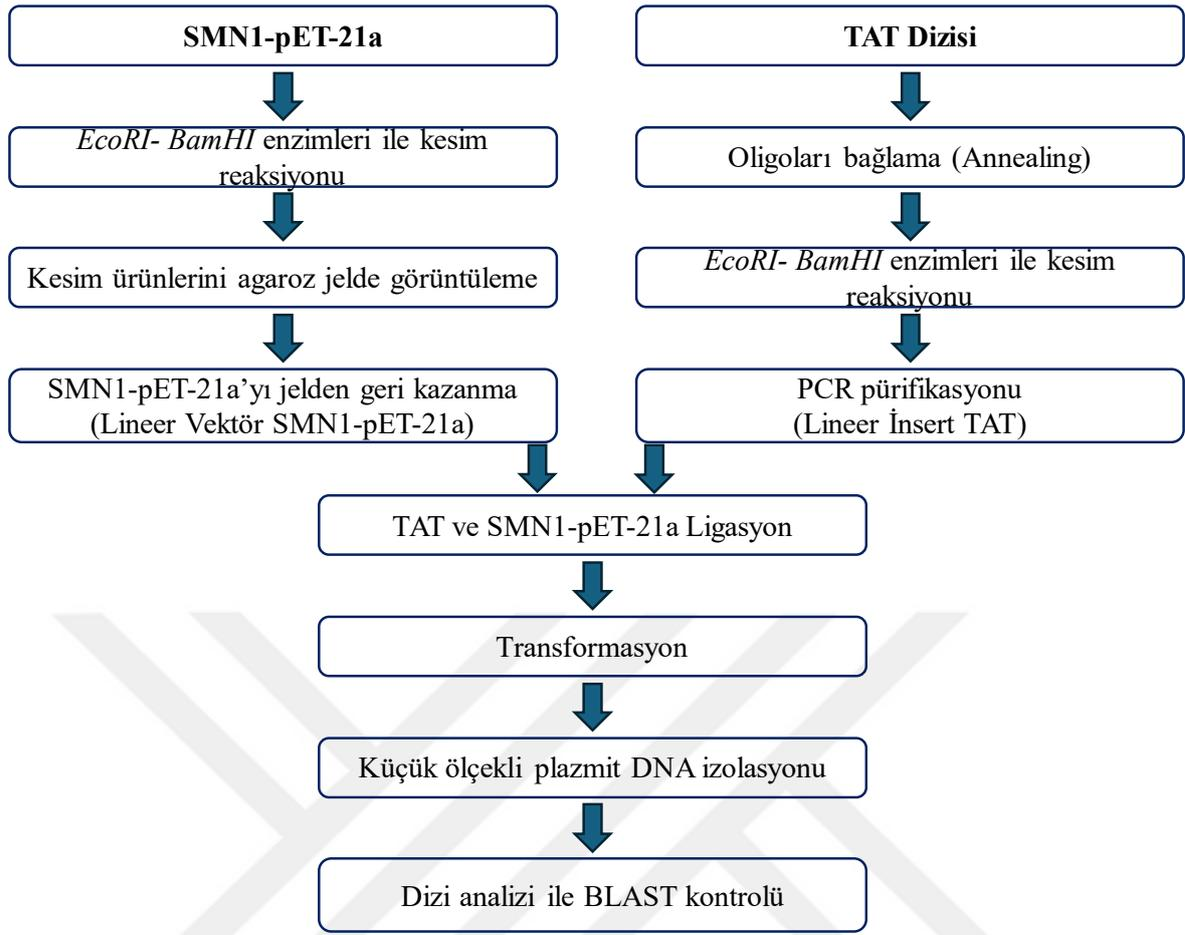 SMN1-pET-21a
EcoRI- BamHI enzimleri ile kesim
reaksiyonu
Kesim ürünlerini agaroz jelde görüntüleme
SMN1-pET-21a’yı jelden geri kazanma
(Lineer Vektör SMN1-pET-21a)
TAT Dizisi
Oligoları bağlama (Annealing)
EcoRI- BamHI enzimleri ile kesim
reaksiyonu
PCR pürifikasyonu
(Lineer İnsert TAT)
TAT ve SMN1-pET-21a Ligasyon
Transformasyon
Küçük ölçekli plazmit DNA izolasyonu
Dizi analizi ile BLAST kontrolü